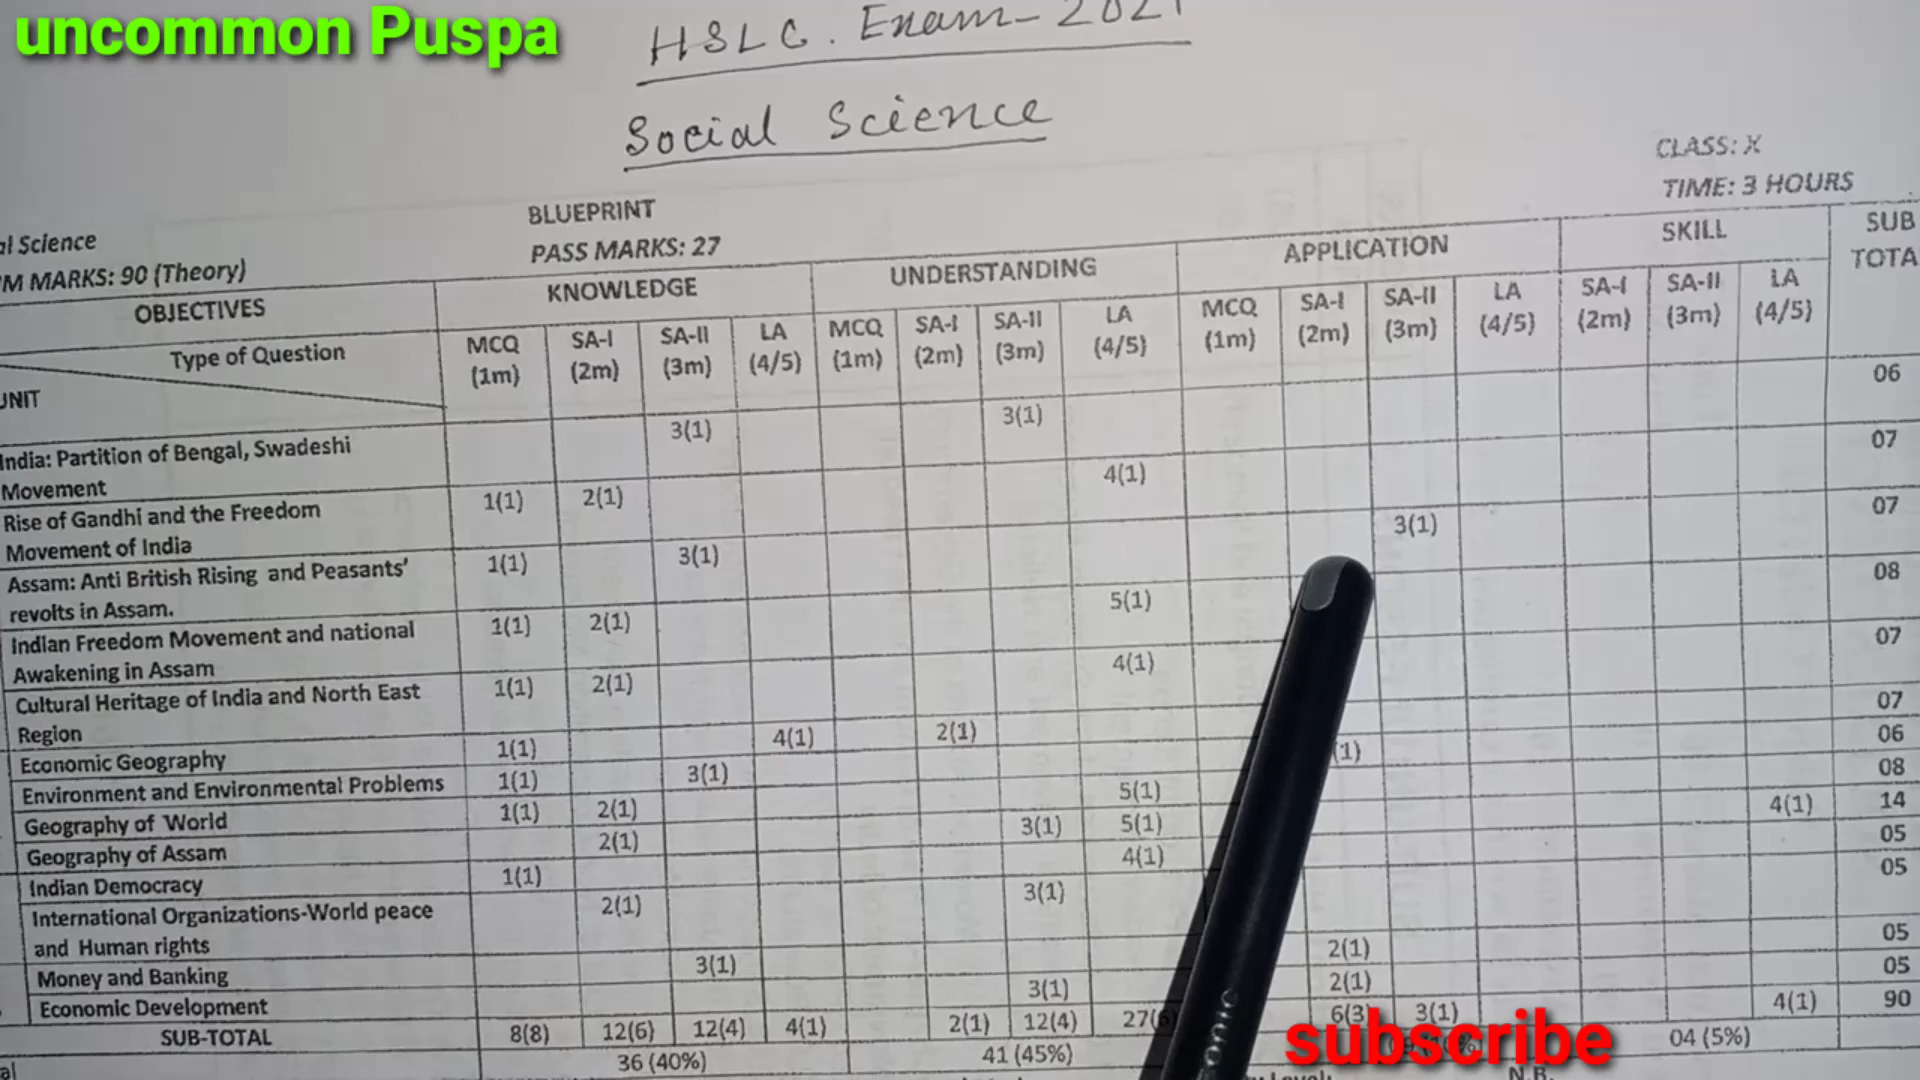 uncommon Puspa
HSLC. Exam- 2021
Social Science
CLASS: X
TIME: 3 HOURS
BLUEPRINT
al Science
PASS MARKS: 27
M MARKS: 90 (Theory)
OBJECTIVES KNOWLEDGE UNDERSTANDING APPLICATION SKILL SUB TOTA
Type of Question MCQ (1m) SA-I (2m) SA-II (3m) LA (4/5) MCQ (1m) SA-I (2m) SA-II (3m) LA (4/5) MCQ (1m) SA-I (2m) SA-II (3m) LA (4/5) SA-I (2m) SA-II (3m) LA (4/5)
UNIT
India: Partition of Bengal, Swadeshi 3(1) 3(1) 06
Movement
Rise of Gandhi and the Freedom 1(1) 2(1) 4(1) 07
Movement of India
Assam: Anti British Rising and Peasants' 1(1) 3(1) 3(1) 07
revolts in Assam.
Indian Freedom Movement and national 1(1) 2(1) 5(1) 08
Awakening in Assam
Cultural Heritage of India and North East 1(1) 2(1) 4(1) 07
Region
Economic Geography 1(1) 4(1) 2(1) 07
Environment and Environmental Problems 1(1) 3(1) (1) 06
Geography of World 1(1) 2(1) 5(1) 08
Geography of Assam 2(1) 3(1) 5(1) 4(1) 14
Indian Democracy 1(1) 4(1) 05
International Organizations-World peace 2(1) 3(1) 05
and Human rights
Money and Banking 3(1) 2(1) 05
Economic Development 3(1) 2(1) 05
SUB-TOTAL 8(8) 12(6) 12(4) 4(1) 2(1) 12(4) 27(6 6(3) 3(1) 4(1) 90
al 36 (40%) 41 (45%) 04 (5%)
subscribe
N.B.